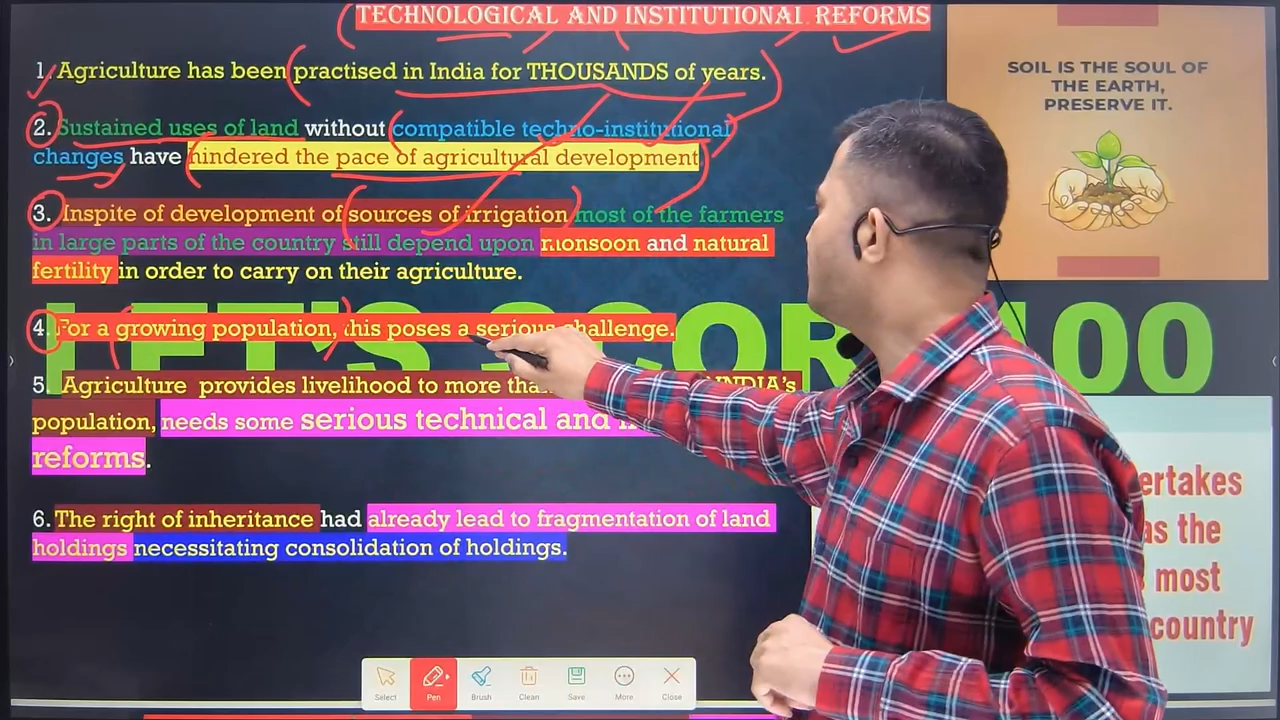 TECHNOLOGICAL AND INSTITUTIONAL REFORMS
1. Agriculture has been practised in India for THOUSANDS of years.
2. Sustained uses of land without compatible techno-institutional
changes have hindered the pace of agricultural development.
3. Inspite of development of sources of irrigation most of the farmers
in large parts of the country still depend upon monsoon and natural
fertility in order to carry on their agriculture.
4. For a growing population, this poses a serious challenge.
5. Agriculture provides livelihood to more than INDIA's
population, needs some serious technical and
reforms.
6. The right of inheritance had already lead to fragmentation of land
holdings necessitating consolidation of holdings.
LET'S SCOR 100
SOIL IS THE SOUL OF
THE EARTH,
PRESERVE IT.
ertakes
as the
most
country
Select
Pen
Brush
Clean
Save
More
Close